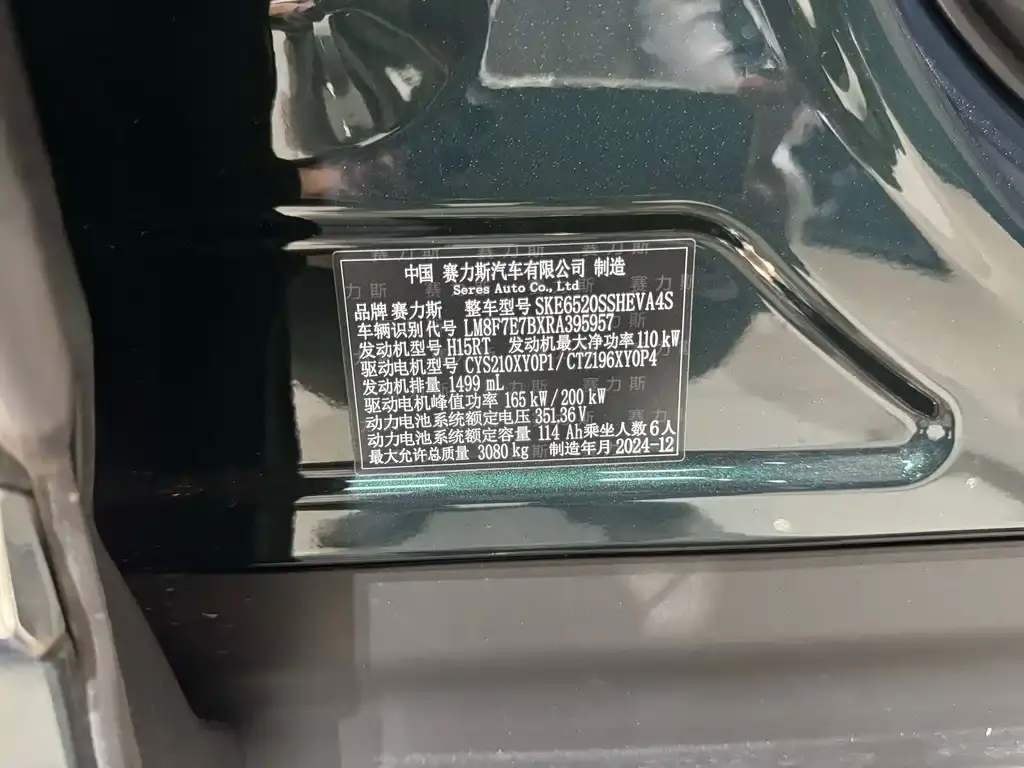 中国 赛力斯汽车有限公司 制造
Seres Auto Co., Ltd
品牌 赛力斯 整车型号 SKE6520SSHEVA4S
车辆识别代号 LM8F7E7BXRA395957
发动机型号 H15RT 发动机最大净功率 110 kW
驱动电机型号 CYS210XY0P1/CTZ196XY0P4
发动机排量 1499 mL
驱动电机峰值功率 165 kW/200 kW
动力电池系统额定电压 351.36 V
动力电池系统额定容量 114 Ah 乘坐人数 6 人
最大允许总质量 3080 kg 制造年月 2024-12